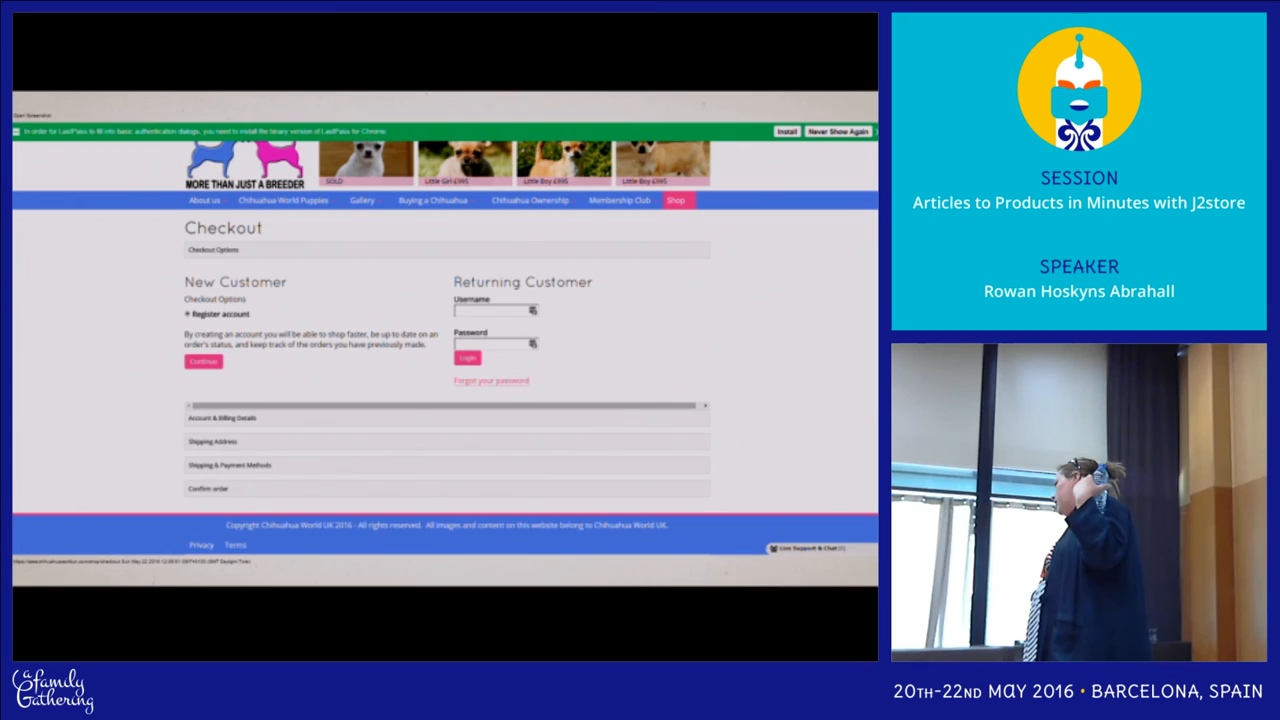 Open Screenshot
In order for LastPass to fill into basic authentication dialogs, you need to install the binary version of LastPass for Chrome.
Install
Never Show Again
MORE THAN JUST A BREEDER
SOLD
Little Girl £995
Little Boy £995
Little Boy £995
About us
Chihuahua World Puppies
Gallery
Buying a Chihuahua
Chihuahua Ownership
Membership Club
Shop
Checkout
Checkout Options
New Customer
Checkout Options
Register account
By creating an account you will be able to shop faster, be up to date on an
order's status, and keep track of the orders you have previously made.
Continue
Returning Customer
Username
Password
Login
Forgot your password
Account & Billing Details
Shipping Address
Shipping & Payment Methods
Confirm order
Copyright Chihuahua World UK 2016 - All rights reserved. All images and content on this website belong to Chihuahua World UK.
Privacy
Terms
Live Support & Chat
SESSION
Articles to Products in Minutes with J2store
SPEAKER
Rowan Hoskyns Abrahall
a family
Gathering
20TH-22ND MAY 2016 • BARCELONA, SPAIN